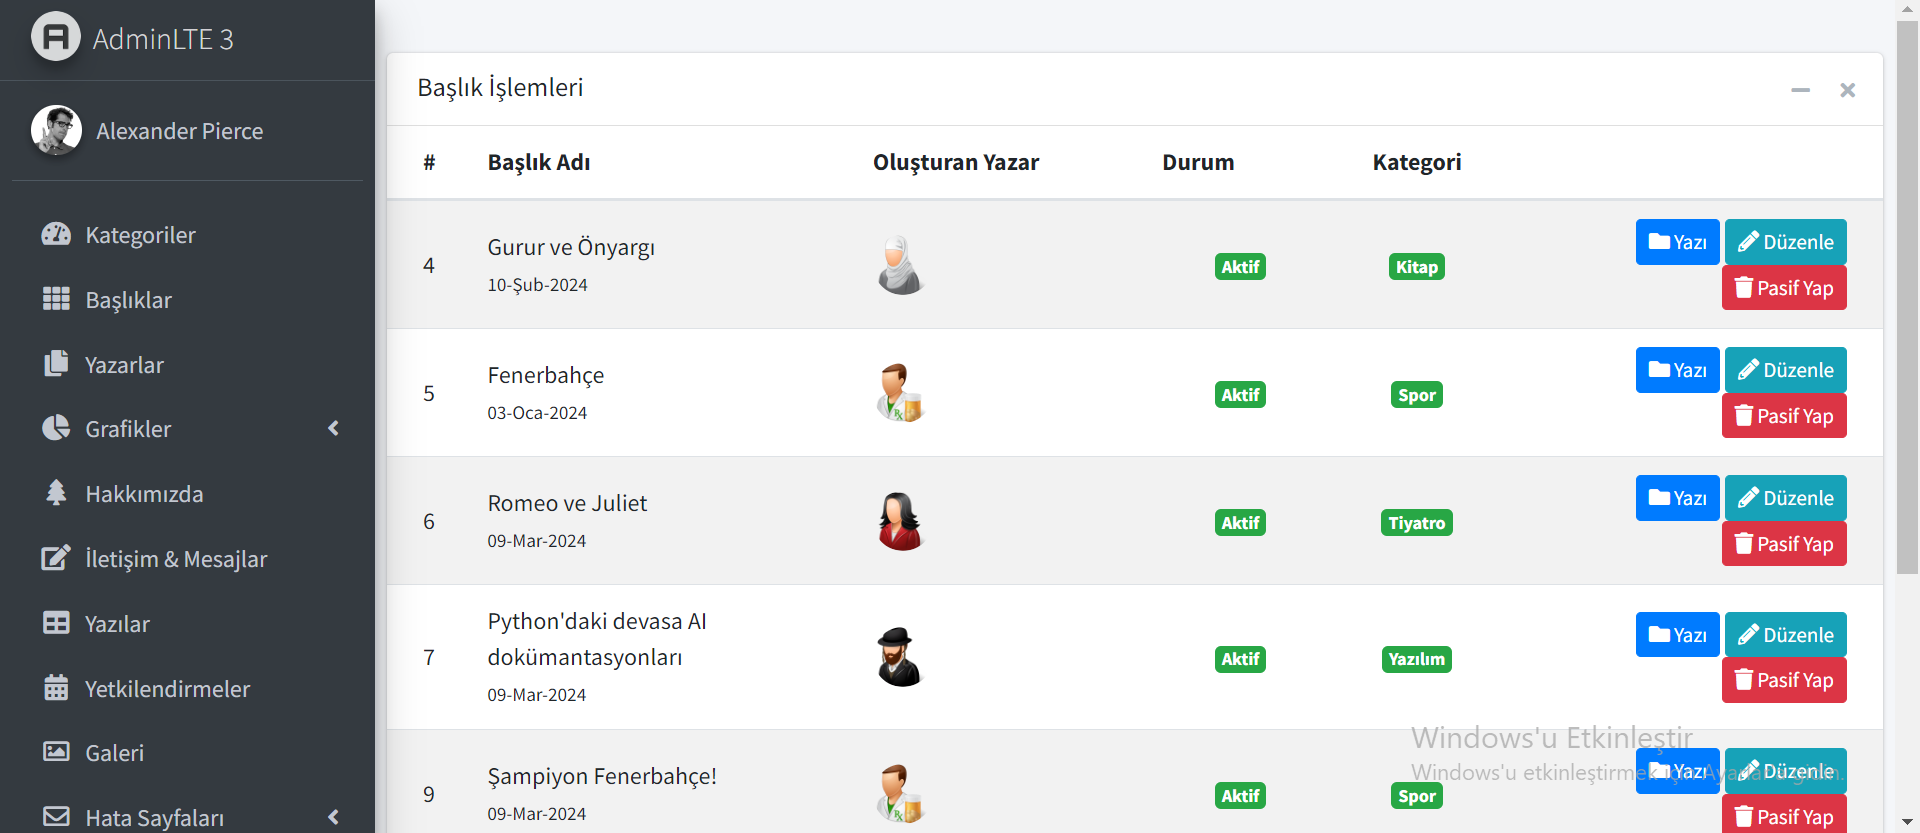 AdminLTE 3
Alexander Pierce
Kategoriler
Başlıklar
Yazarlar
Grafikler
Hakkımızda
İletişim & Mesajlar
Yazılar
Yetkilendirmeler
Galeri
Hata Sayfaları
Başlık İşlemleri
# Başlık Adı Oluşturan Yazar Durum Kategori
4 Gurur ve Önyargı Aktif Kitap Yazı Düzenle
10-Şub-2024 Pasif Yap
5 Fenerbahçe Aktif Spor Yazı Düzenle
03-Oca-2024 Pasif Yap
6 Romeo ve Juliet Aktif Tiyatro Yazı Düzenle
09-Mar-2024 Pasif Yap
7 Python'daki devasa AI Aktif Yazılım Yazı Düzenle
dokümantasyonları Pasif Yap
09-Mar-2024
9 Şampiyon Fenerbahçe! Aktif Spor Yazı Düzenle
09-Mar-2024 Pasif Yap
Windows'u Etkinleştir
Windows'u etkinleştirmek için Ayarlar'a gidin.